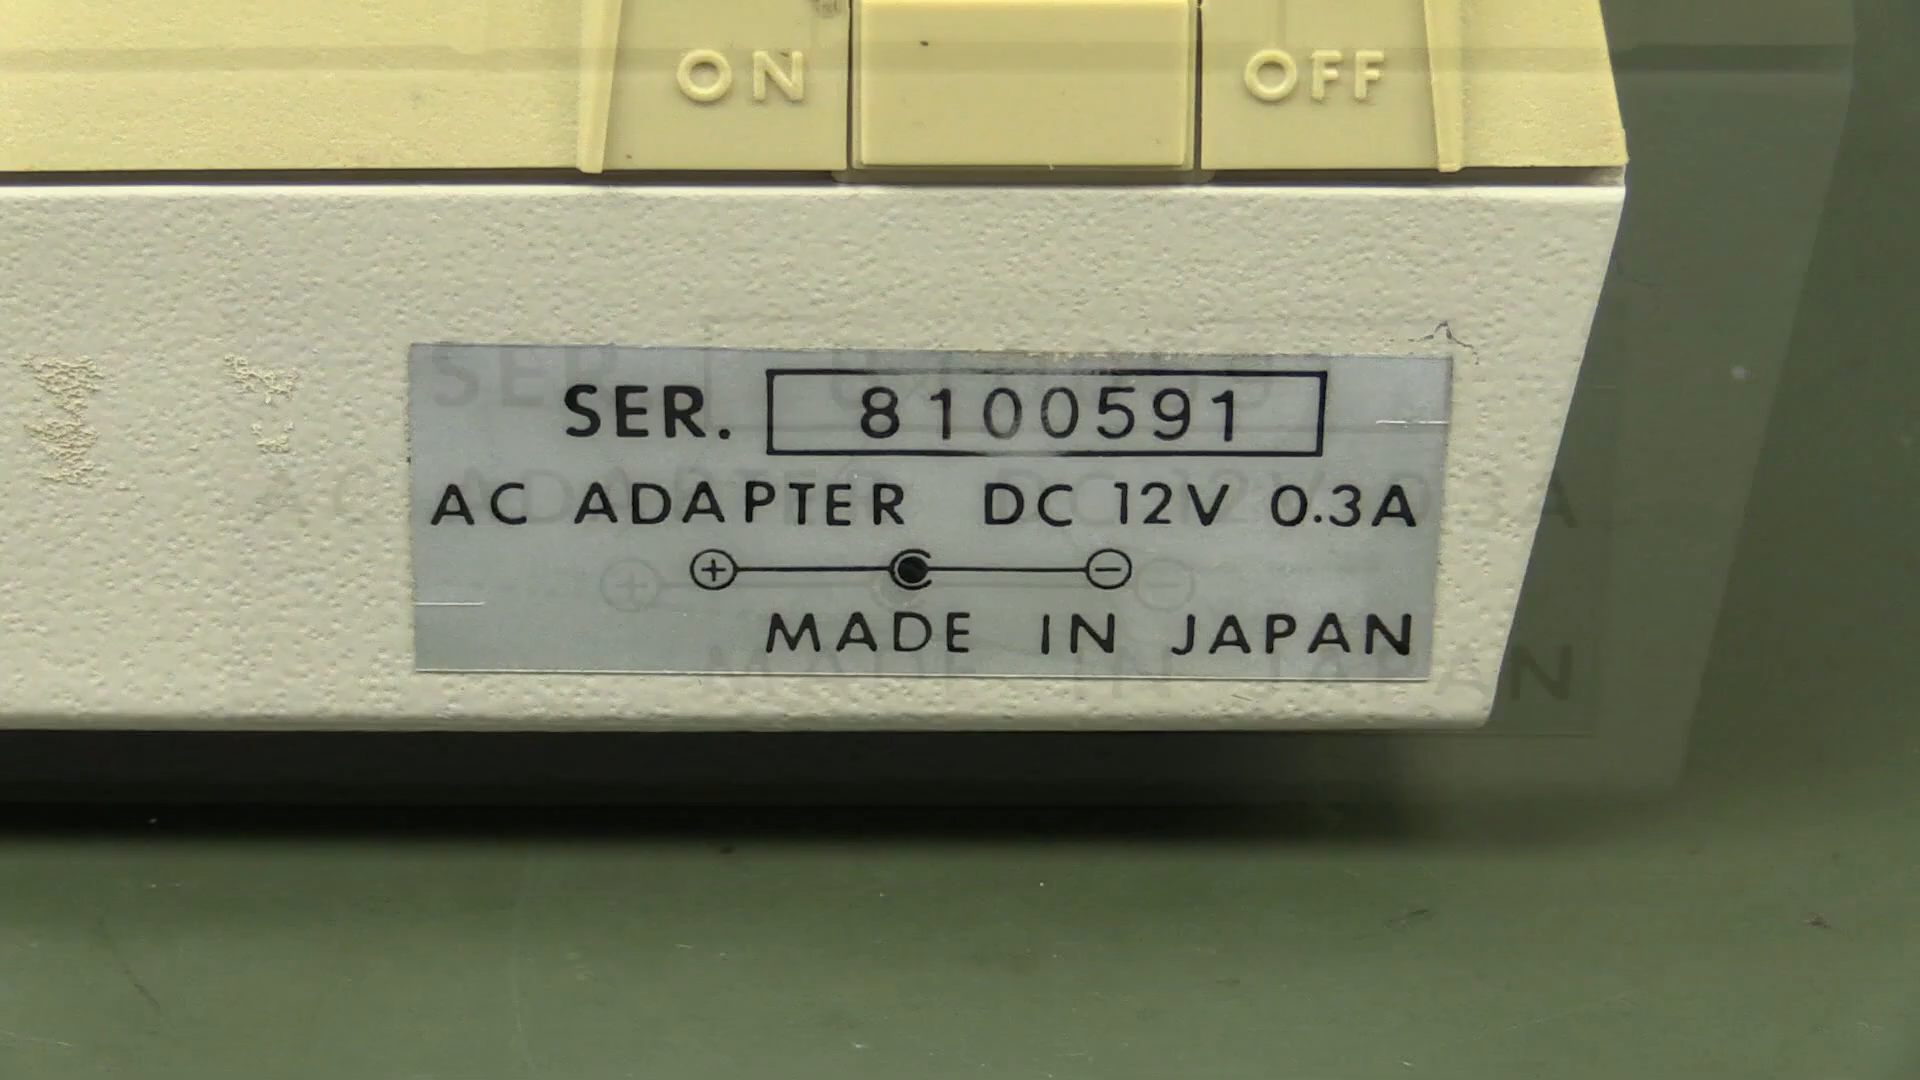 ON OFF
SER. 8100591
AC ADAPTER DC 12V 0.3A
+ −
MADE IN JAPAN